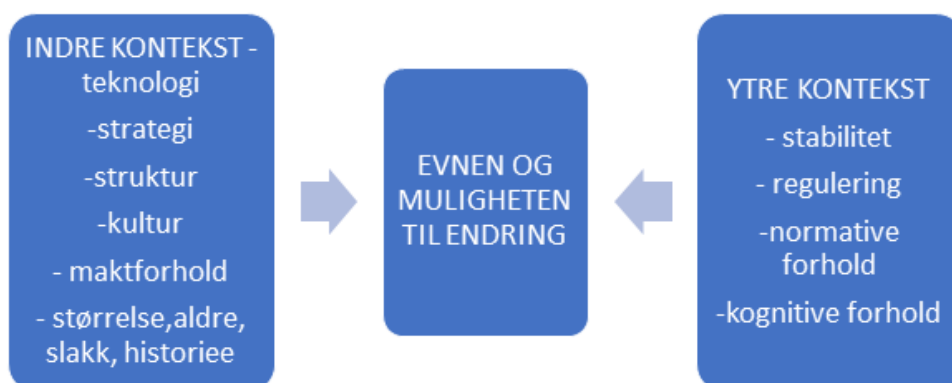 INDRE KONTEKST -
teknologi
-strategi
-struktur
-kultur
- maktforhold
- størrelse,aldre,
slakk, historiee
EVNEN OG
MULIGHETEN
TIL ENDRING
YTRE KONTEKST
- stabilitet
- regulering
-normative
forhold
-kognitive forhold